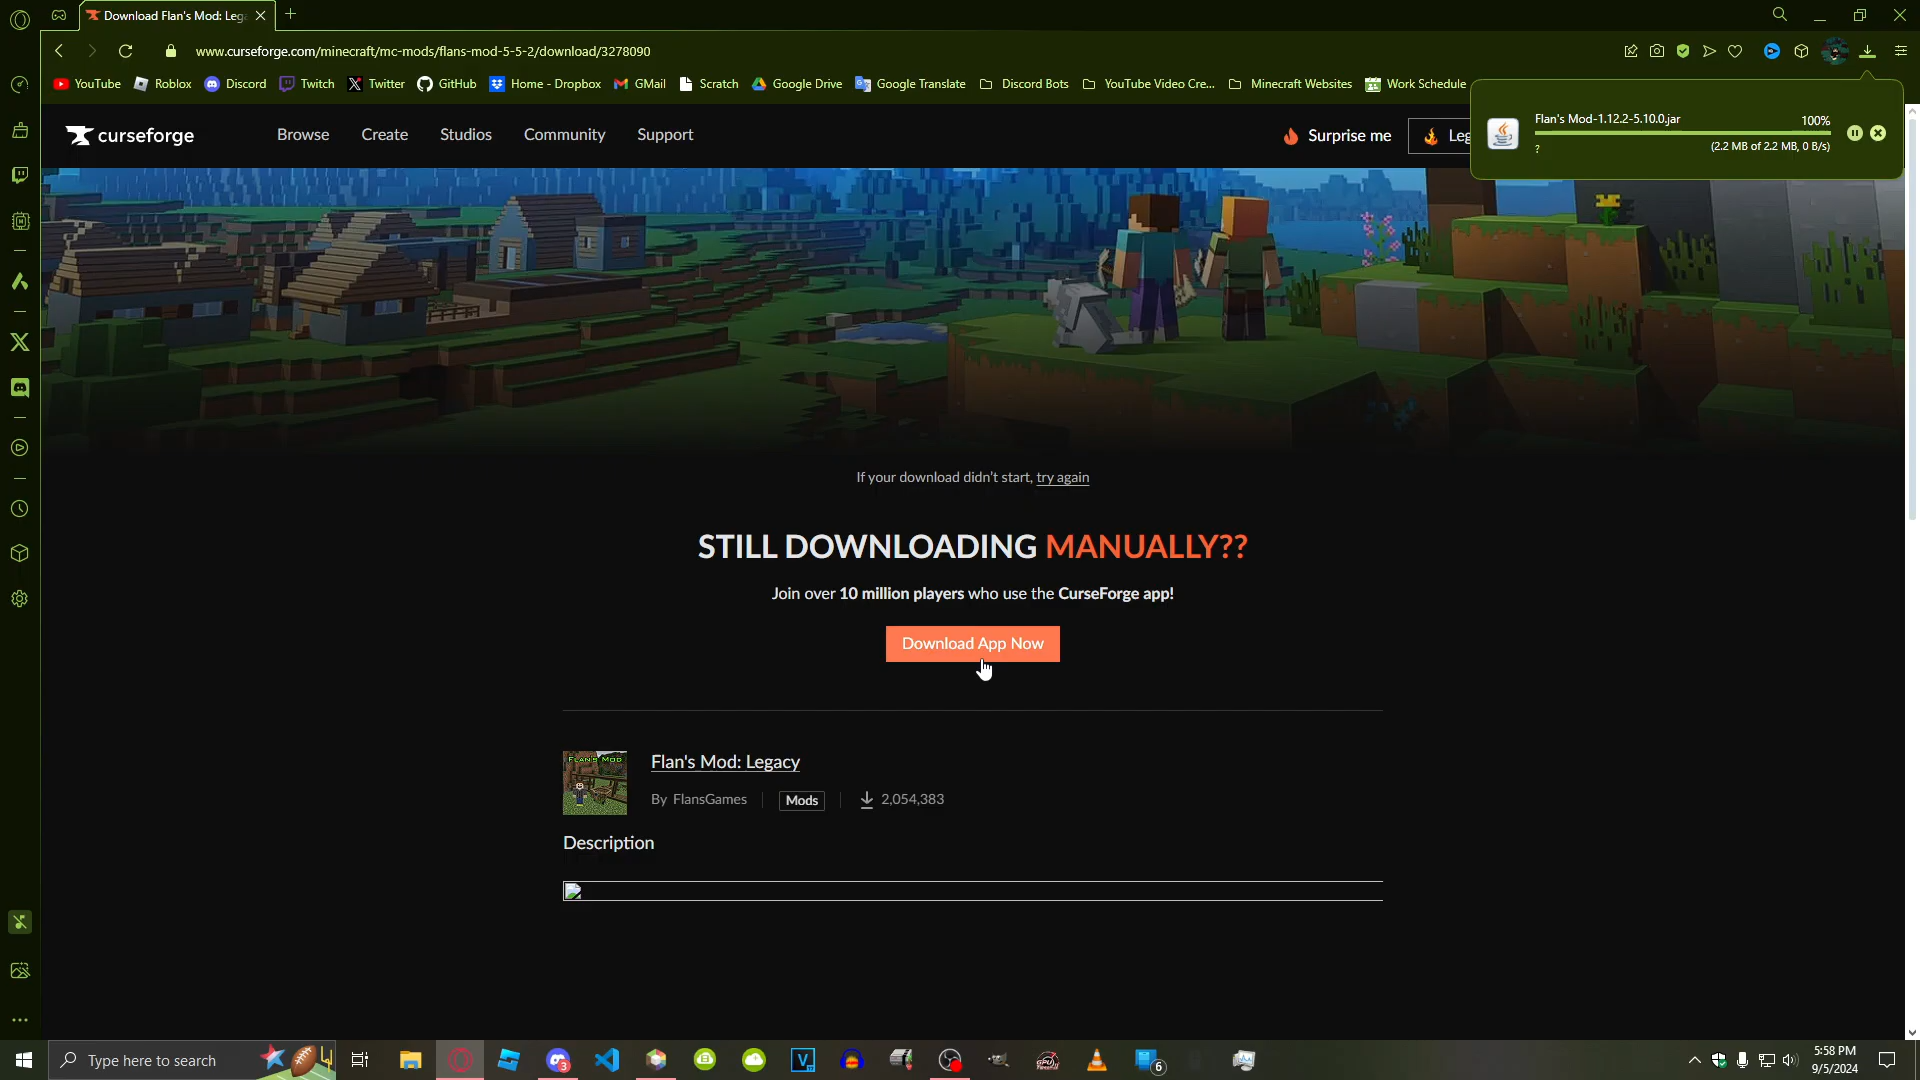 Download Flan's Mod: Leg
www.curseforge.com/minecraft/mc-mods/flans-mod-5-5-2/download/3278090
YouTube Roblox Discord Twitch Twitter GitHub Home - Dropbox GMail Scratch Google Drive Google Translate Discord Bots YouTube Video Cre... Minecraft Websites Work Schedule
Flan's Mod-1.12.2-5.10.0.jar 100%
? (2.2 MB of 2.2 MB, 0 B/s)
curseforge Browse Create Studios Community Support Surprise me Leg
If your download didn't start, try again
STILL DOWNLOADING MANUALLY??
Join over 10 million players who use the CurseForge app!
Download App Now
FLAN'S MOD
Flan's Mod: Legacy
By FlansGames Mods 2,054,383
Description
Type here to search
3
6
5:58 PM
9/5/2024